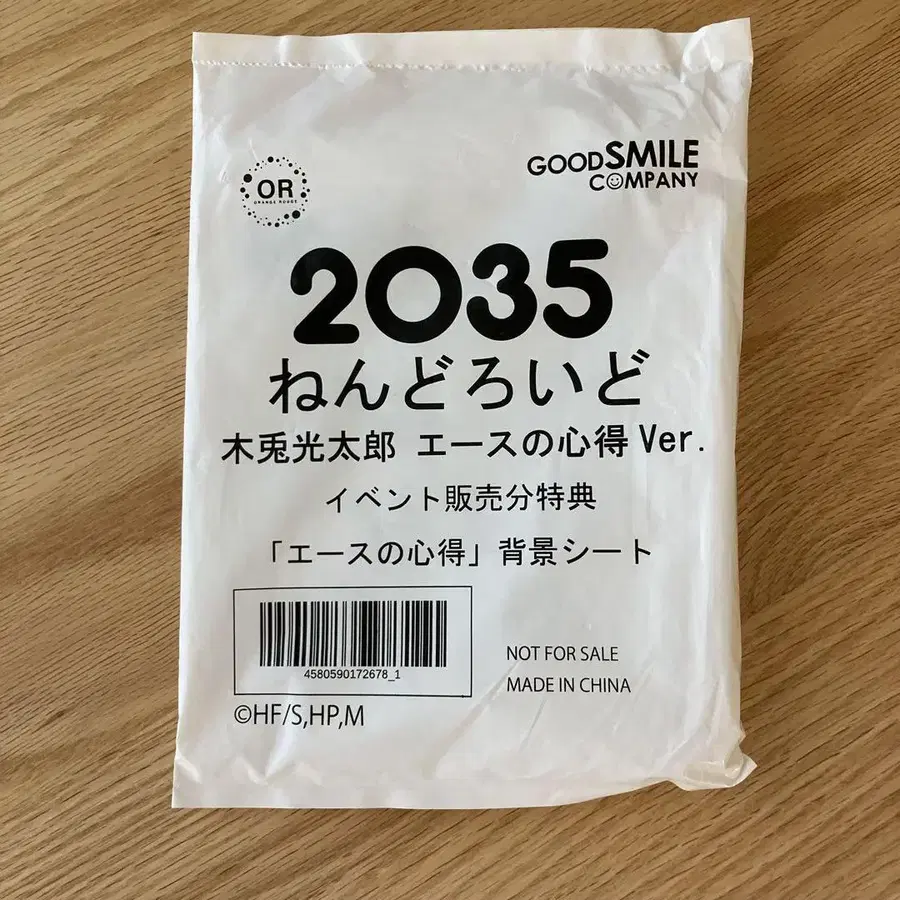 OR
ORANGE ROUGE
GOODSMILE
COMPANY
2035
ねんどろいど
木兎光太郎 エースの心得 Ver.
イベント販売分特典
「エースの心得」背景シート
4580590172678_1
NOT FOR SALE
MADE IN CHINA
©HF/S,HP,M